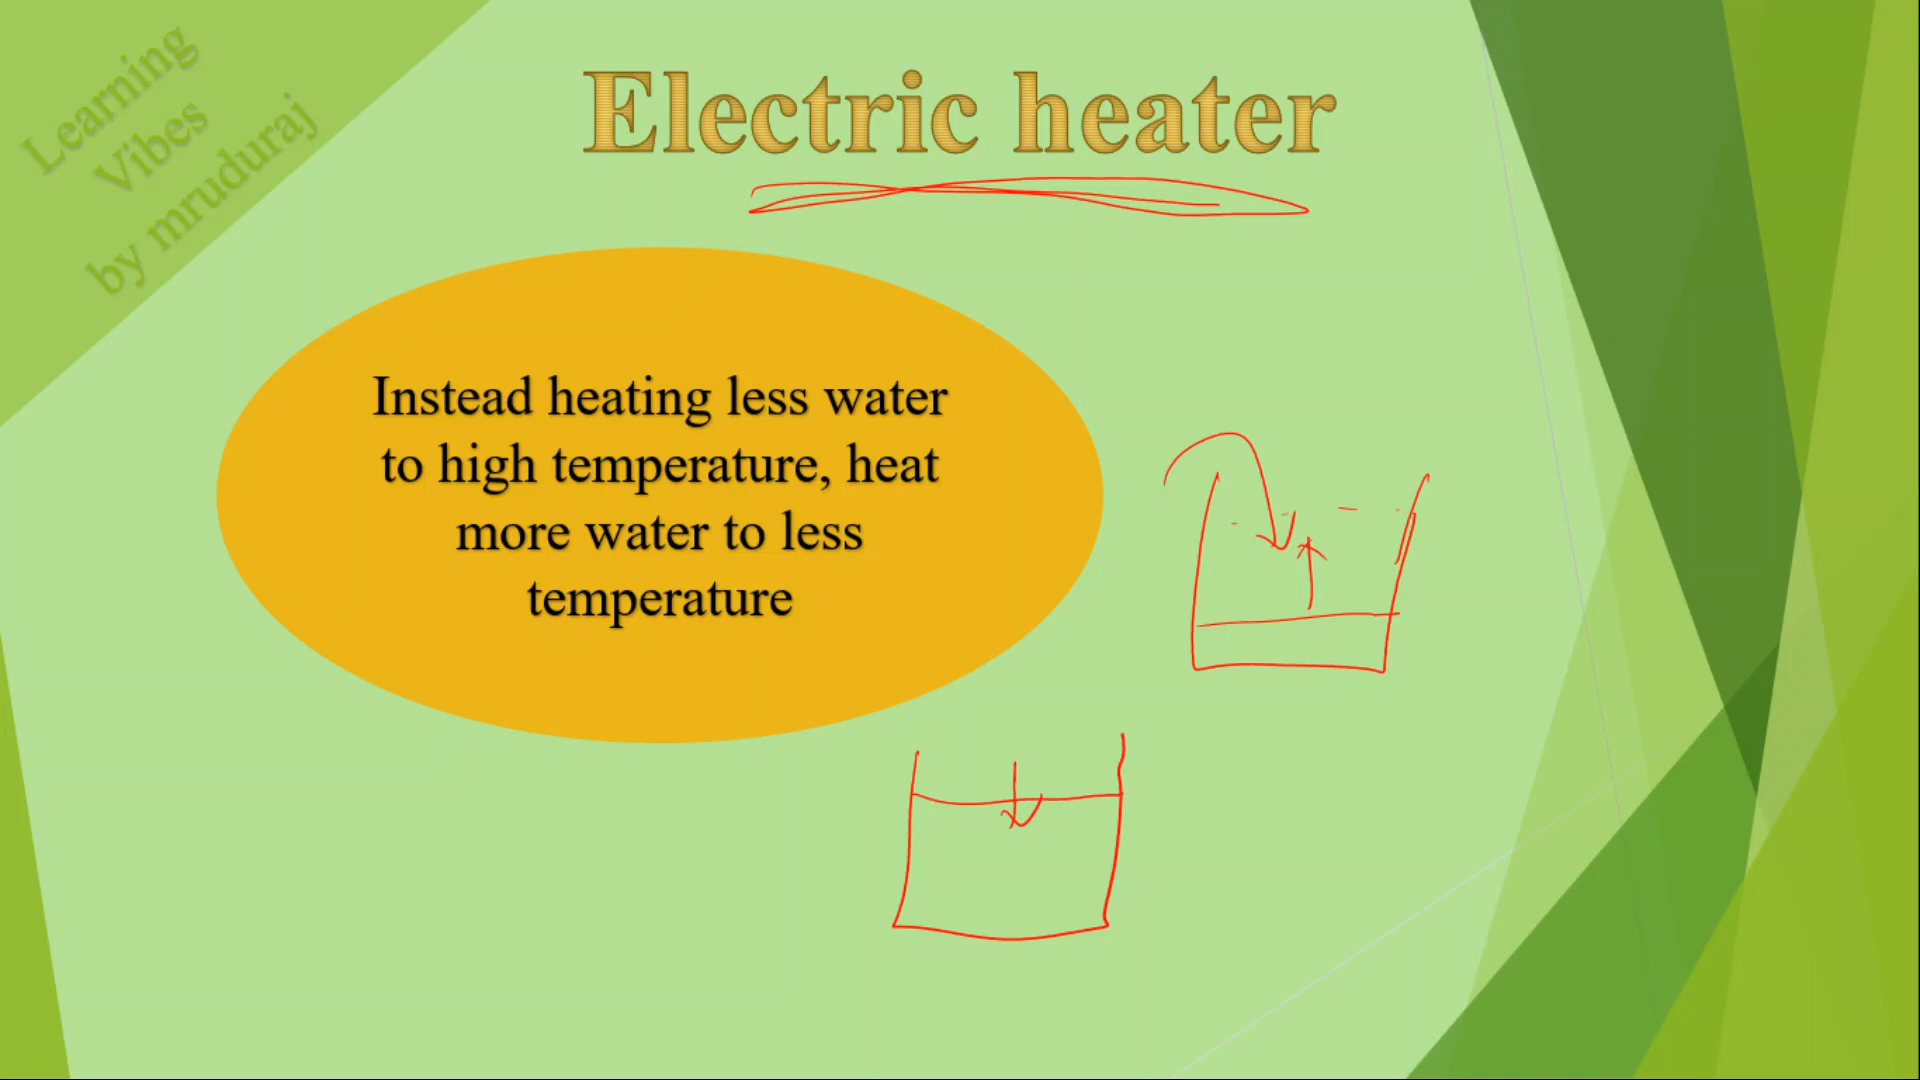 Learning
Vibes
by mruduraj
Electric heater
Instead heating less water
to high temperature, heat
more water to less
temperature